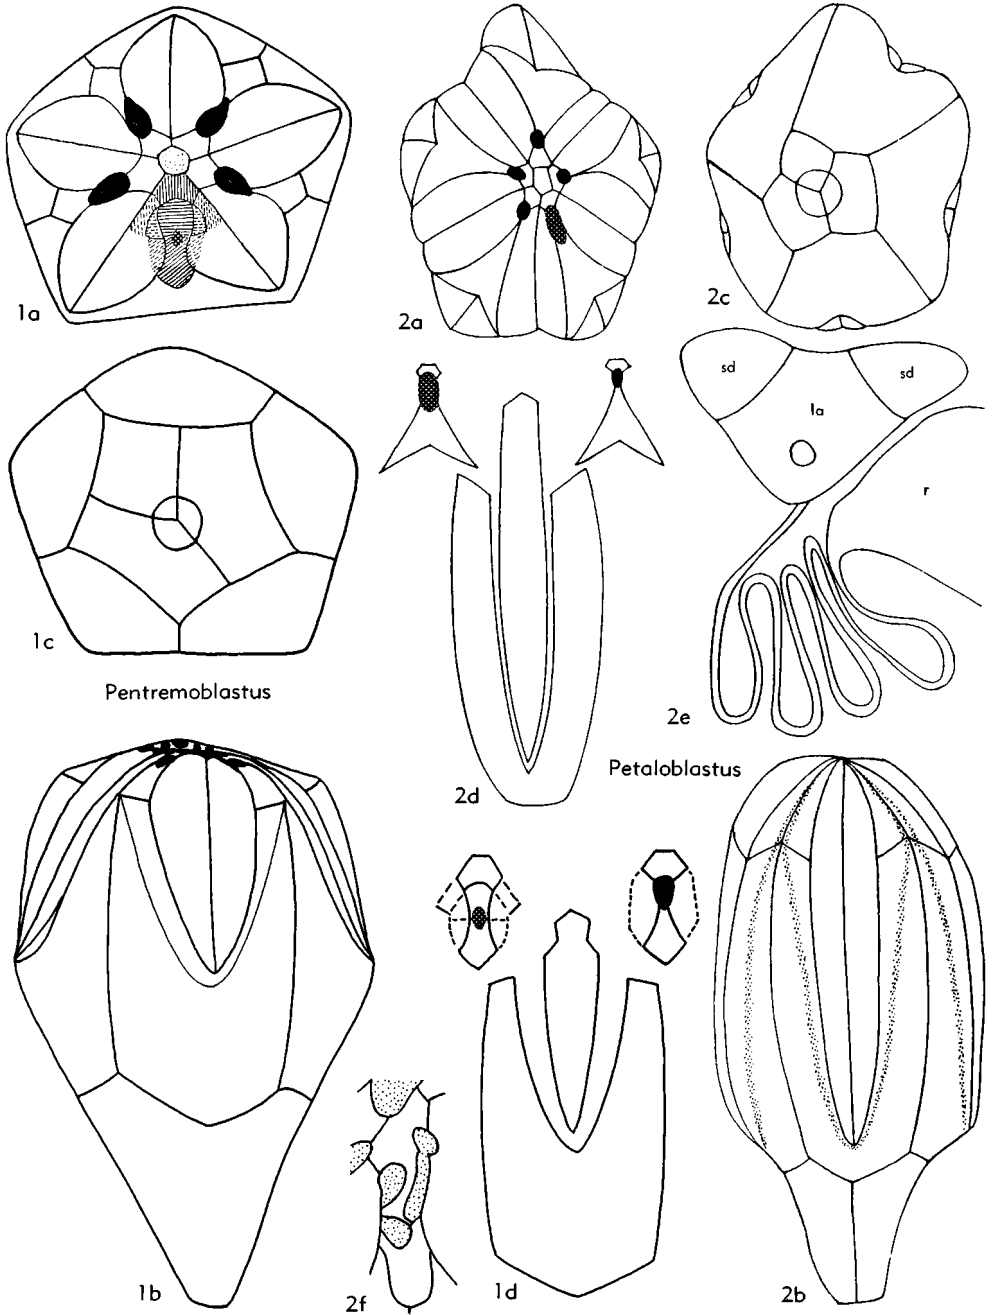 1a
2a
2c
sd
sd
la
r
1c
Pentremoblastus
2e
2d
Petaloblastus
1b
2f
1d
2b